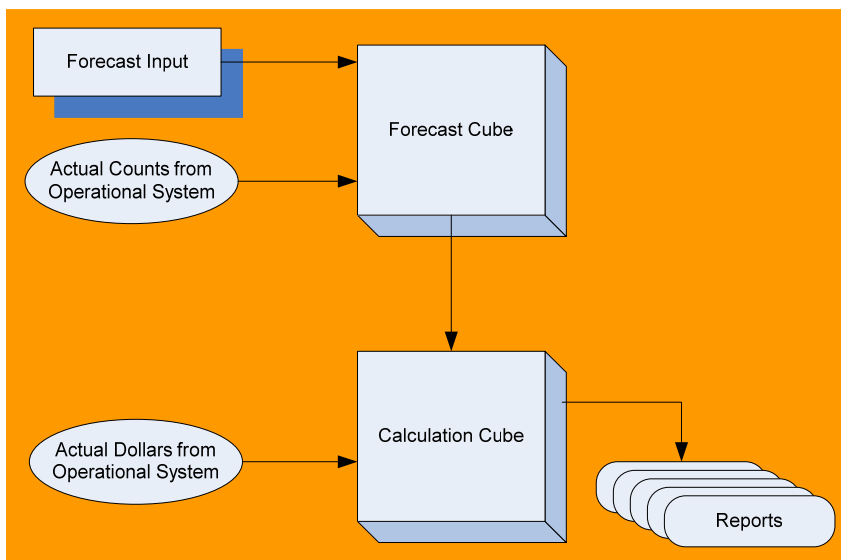 Forecast Input
Forecast Cube
Actual Counts from
Operational System
Calculation Cube
Actual Dollars from
Operational System
Reports